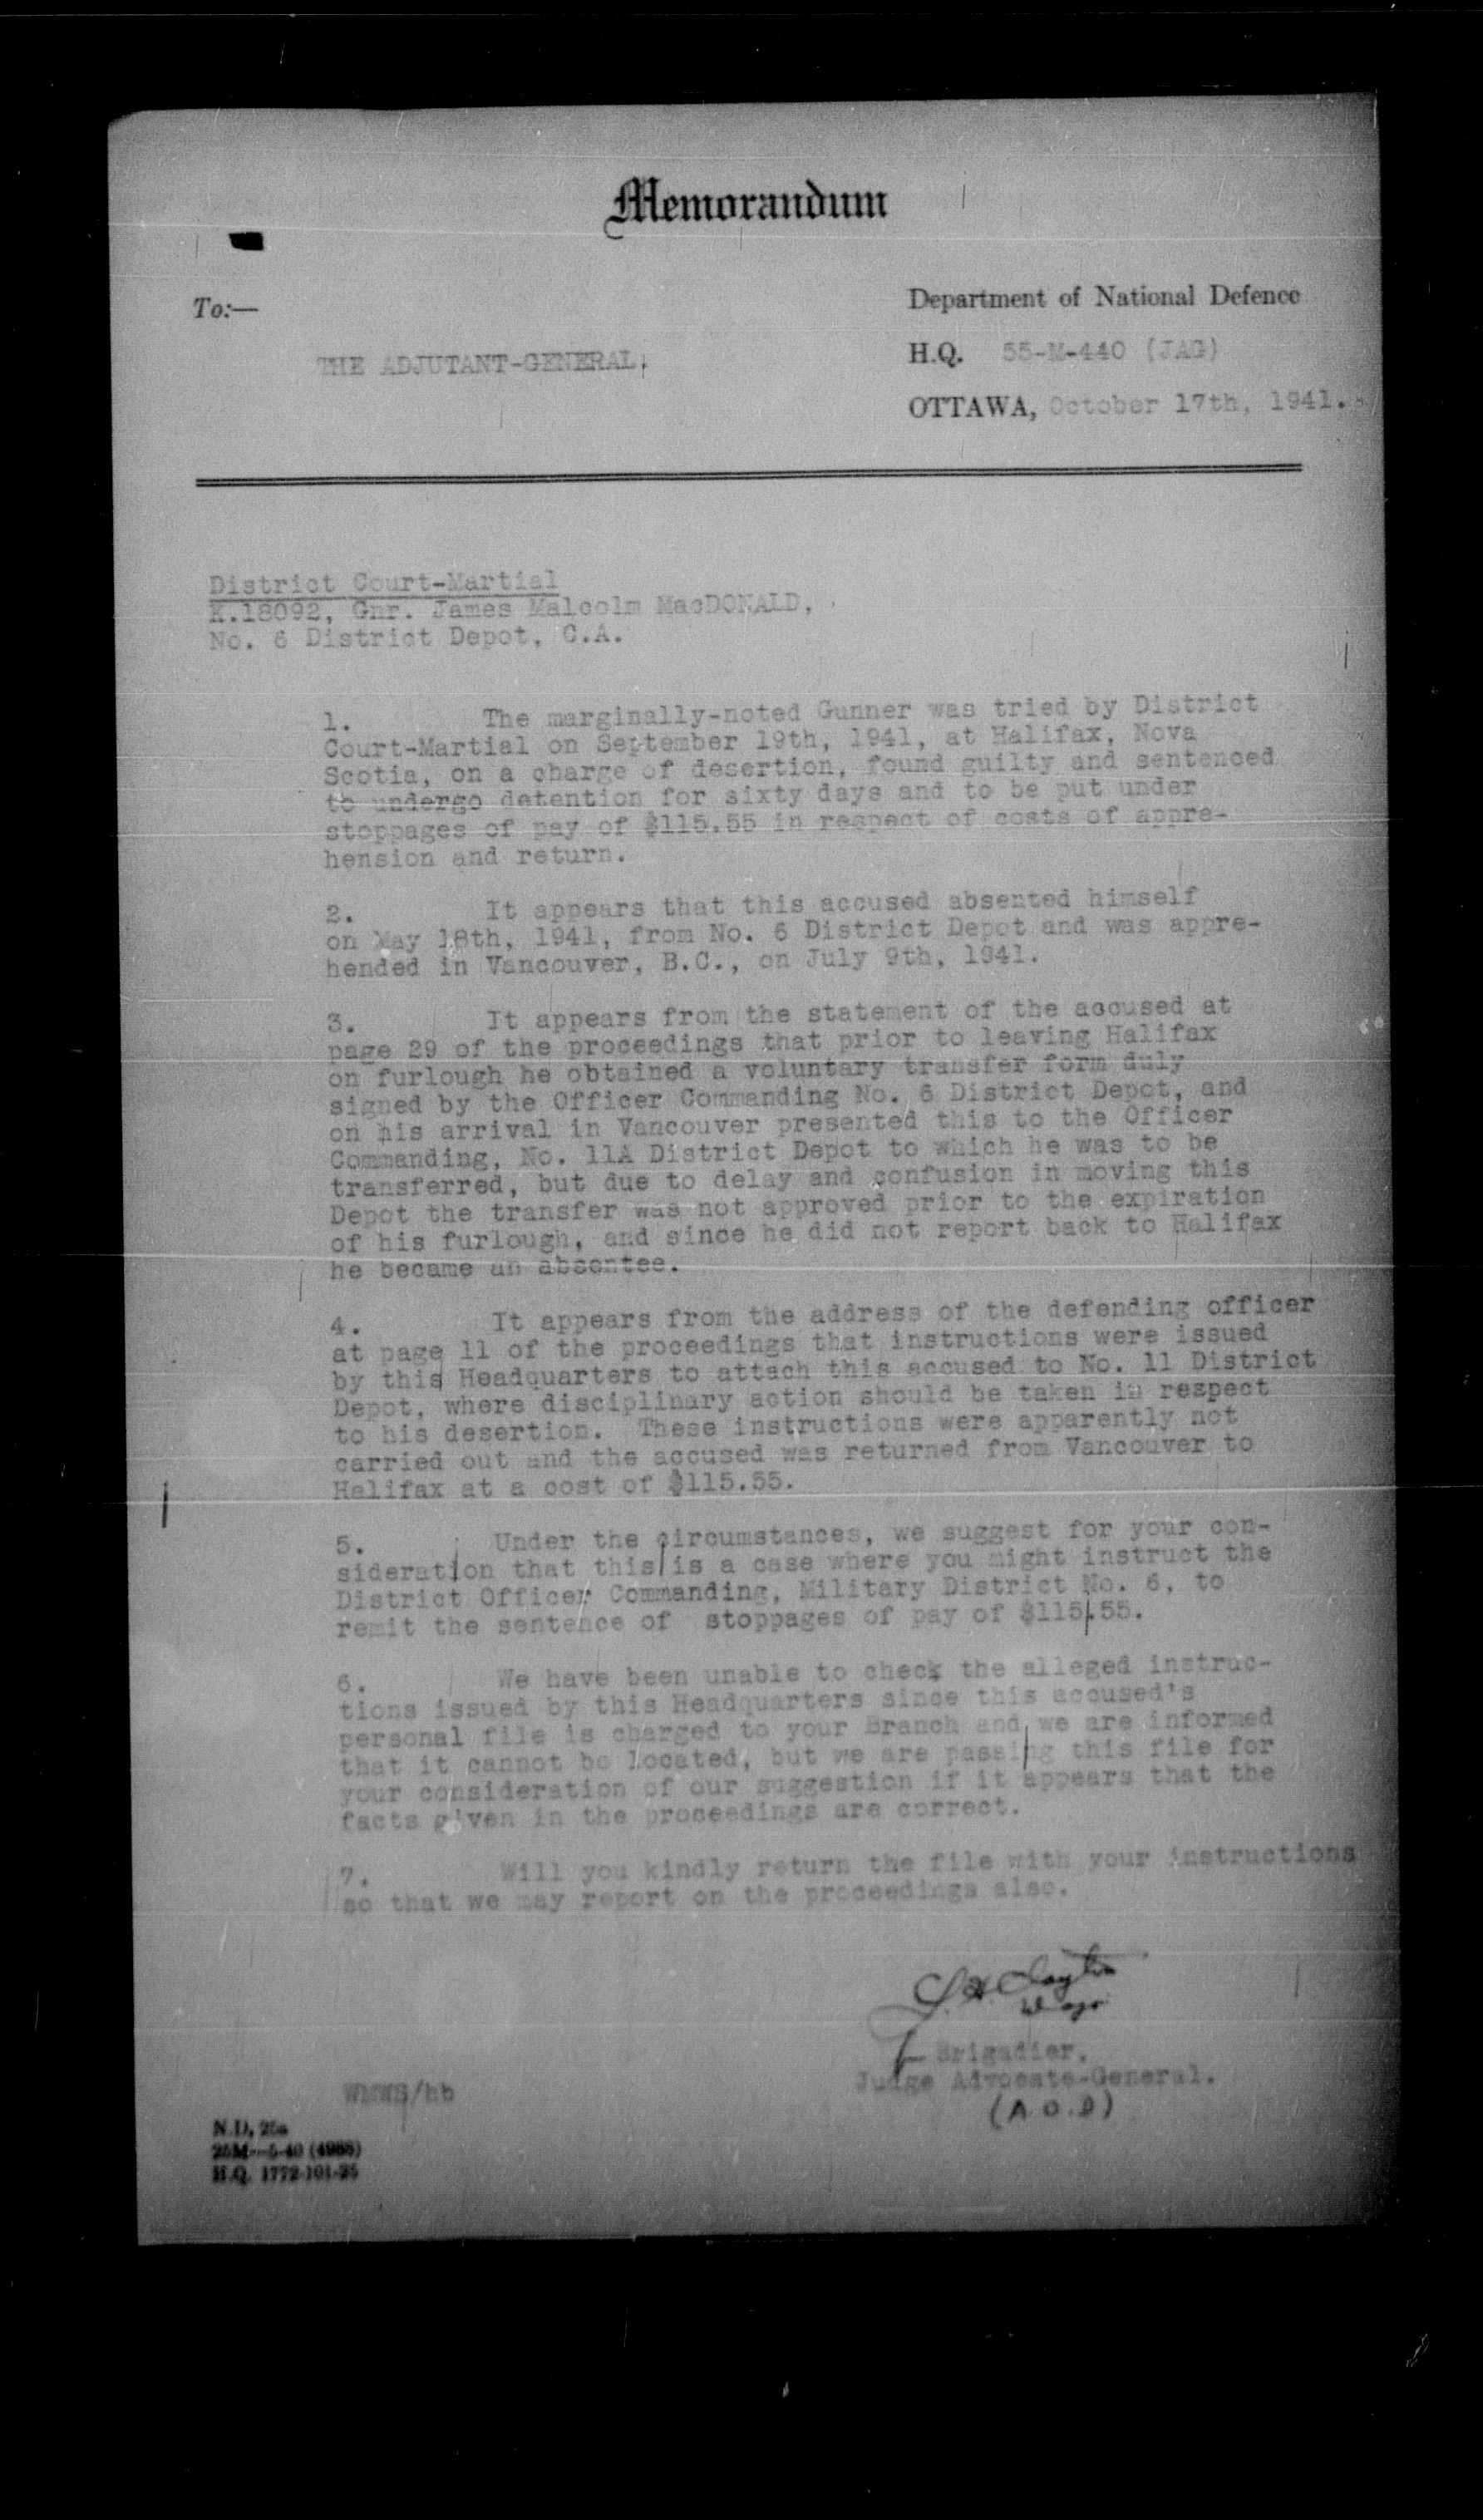 Memorandum
To:—
Department of National Defence
THE ADJUTANT-GENERAL,
H.Q. 55-M-440 (JAG)
OTTAWA, October 17th, 1941.
District Court-Martial
K.18092, Gnr. James Malcolm MacDONALD,
No. 6 District Depot, C.A.
1. The marginally-noted Gunner was tried by District
Court-Martial on September 19th, 1941, at Halifax, Nova
Scotia, on a charge of desertion, found guilty and sentenced
to undergo detention for sixty days and to be put under
stoppages of pay of $115.55 in respect of costs of appre-
hension and return.
2. It appears that this accused absented himself
on May 18th, 1941, from No. 6 District Depot and was appre-
hended in Vancouver, B.C., on July 9th, 1941.
3. It appears from the statement of the accused at
page 29 of the proceedings that prior to leaving Halifax
on furlough he obtained a voluntary transfer form duly
signed by the Officer Commanding No. 6 District Depot, and
on his arrival in Vancouver presented this to the Officer
Commanding, No. 11A District Depot to which he was to be
transferred, but due to delay and confusion in moving this
Depot the transfer was not approved prior to the expiration
of his furlough, and since he did not report back to Halifax
he became an absentee.
4. It appears from the address of the defending officer
at page 11 of the proceedings that instructions were issued
by this Headquarters to attach this accused to No. 11 District
Depot, where disciplinary action should be taken in respect
to his desertion. These instructions were apparently not
carried out and the accused was returned from Vancouver to
Halifax at a cost of $115.55.
5. Under the circumstances, we suggest for your con-
sideration that this is a case where you might instruct the
District Officer Commanding, Military District No. 6, to
remit the sentence of stoppages of pay of $115.55.
6. We have been unable to check the alleged instruc-
tions issued by this Headquarters since this accused's
personal file is charged to your Branch and we are informed
that it cannot be located, but we are passing this file for
your consideration of our suggestion if it appears that the
facts given in the proceedings are correct.
7. Will you kindly return the file with your instructions
so that we may report on the proceedings also.
Brigadier,
Judge Advocate-General.
(A.O.D)
/hb
N.D. 25a
H.Q. 1772-101-25